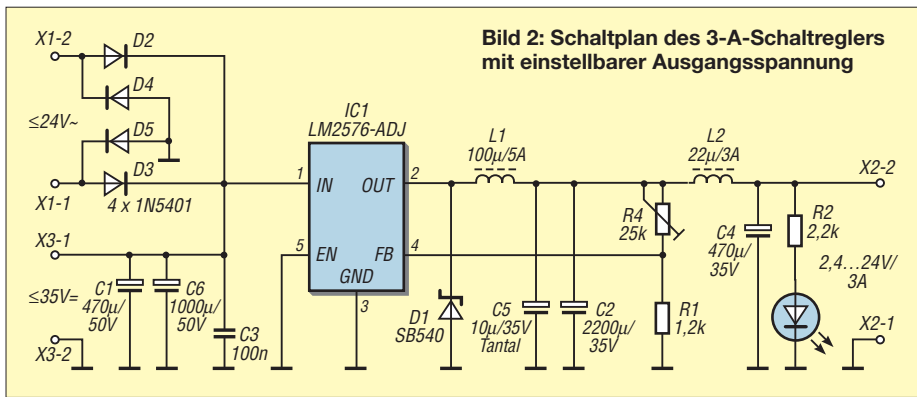 Bild 2: Schaltplan des 3-A-Schaltreglers
mit einstellbarer Ausgangsspannung
X1-2
D2
D4
≤24V~
D5
D3
X1-1
4 x 1N5401
X3-1
≤35V=
X3-2
C1
470µ/
50V
C6
1000µ/
50V
C3
100n
IC1
LM2576-ADJ
1
IN
OUT
2
5
EN
FB
4
GND
3
L1
100µ/5A
D1
SB540
C5
10µ/35V
Tantal
C2
2200µ/
35V
R4
25k
R1
1,2k
L2
22µ/3A
C4
470µ/
35V
R2
2,2k
X2-2
2,4...24V/
3A
X2-1